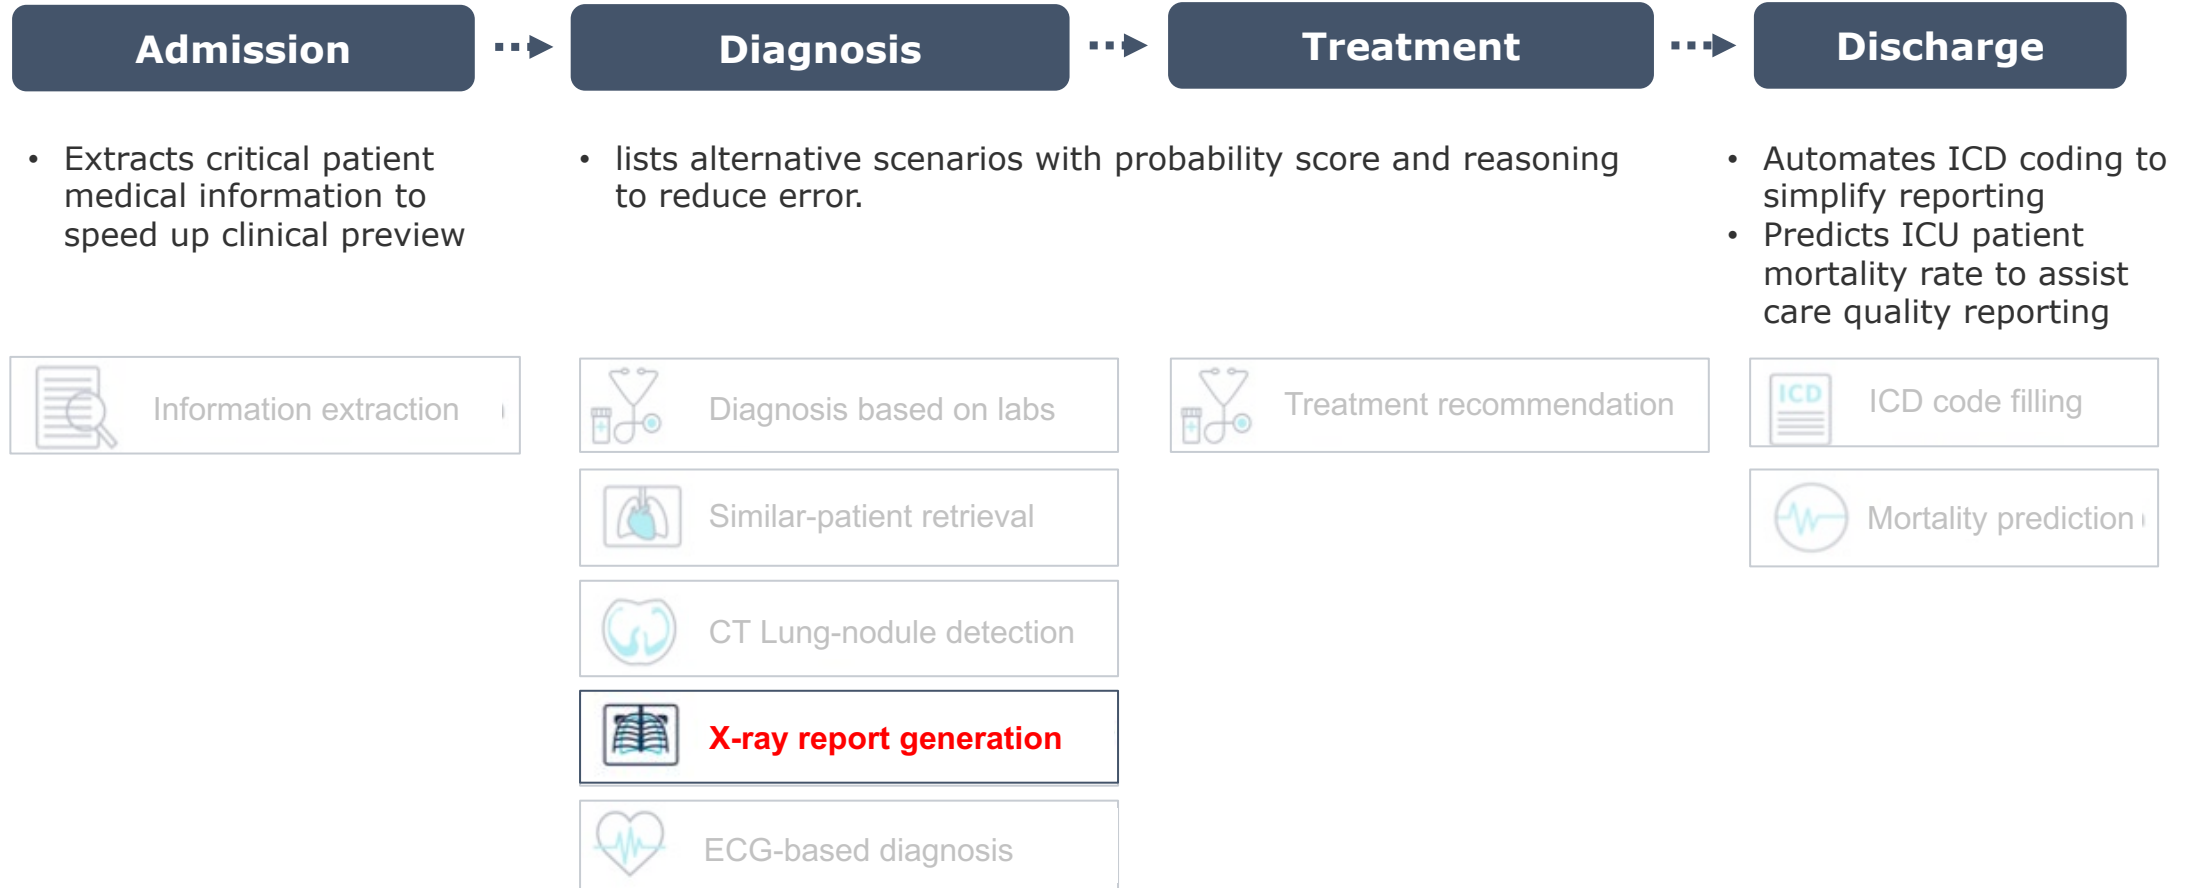 Admission
Diagnosis
Treatment
Discharge
• Extracts critical patient
medical information to
speed up clinical preview
• lists alternative scenarios with probability score and reasoning
to reduce error.
• Automates ICD coding to
simplify reporting
• Predicts ICU patient
mortality rate to assist
care quality reporting
Information extraction
Diagnosis based on labs
Similar-patient retrieval
CT Lung-nodule detection
X-ray report generation
ECG-based diagnosis
Treatment recommendation
ICD
ICD code filling
Mortality prediction